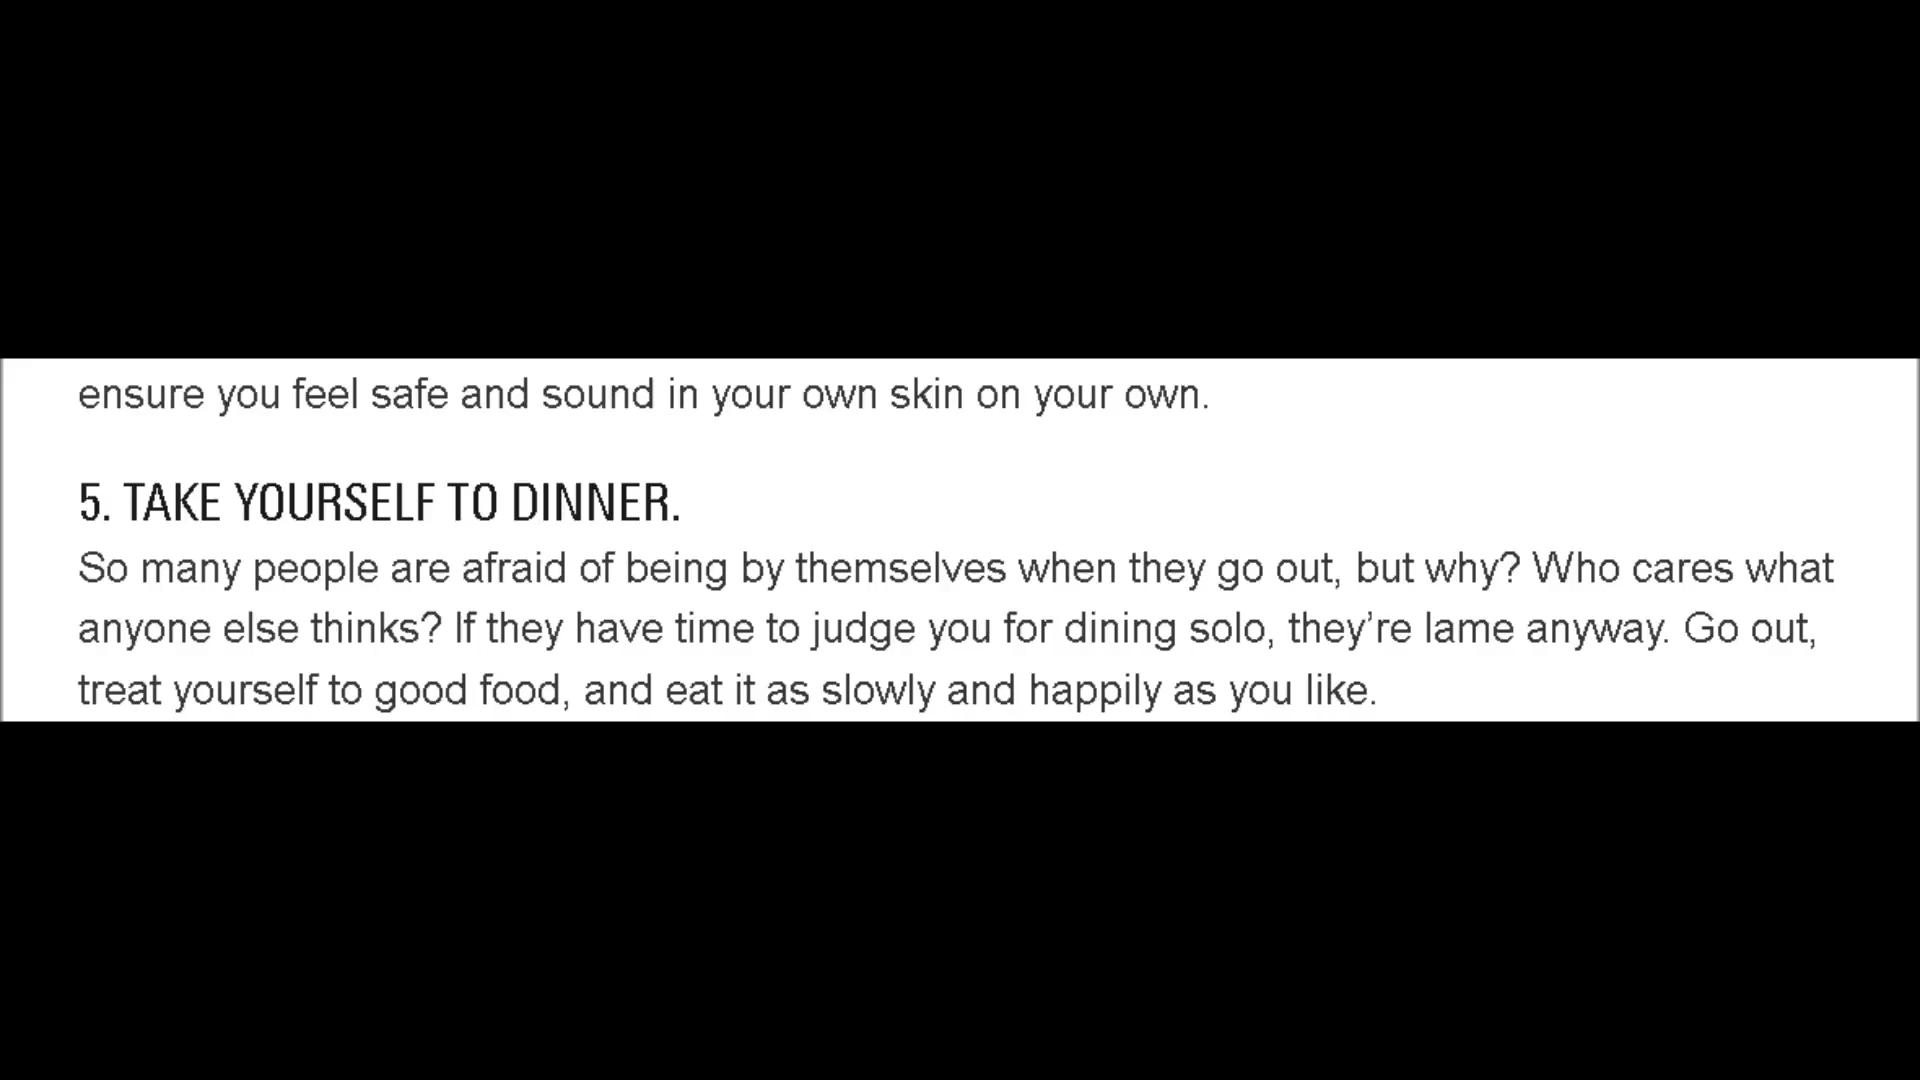 ensure you feel safe and sound in your own skin on your own.
5. TAKE YOURSELF TO DINNER.
So many people are afraid of being by themselves when they go out, but why? Who cares what
anyone else thinks? If they have time to judge you for dining solo, they’re lame anyway. Go out,
treat yourself to good food, and eat it as slowly and happily as you like.